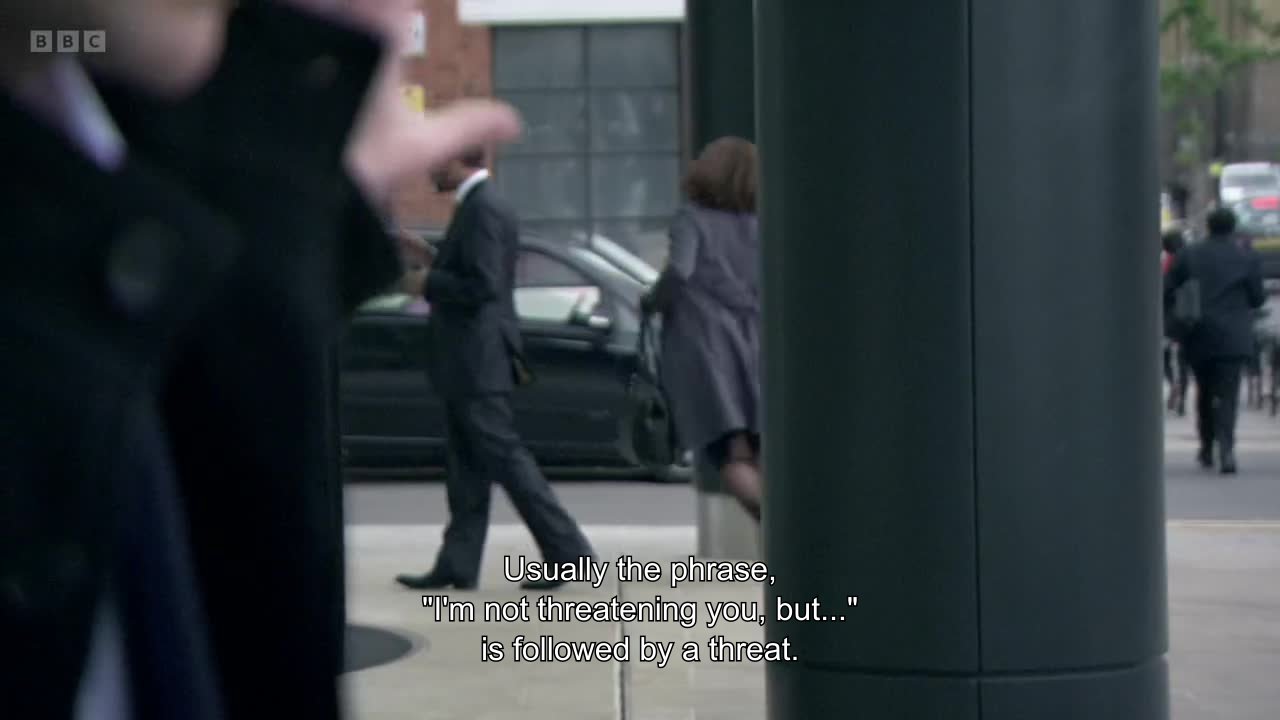 BBC
Usually the phrase,
"I'm not threatening you, but..."
is followed by a threat.